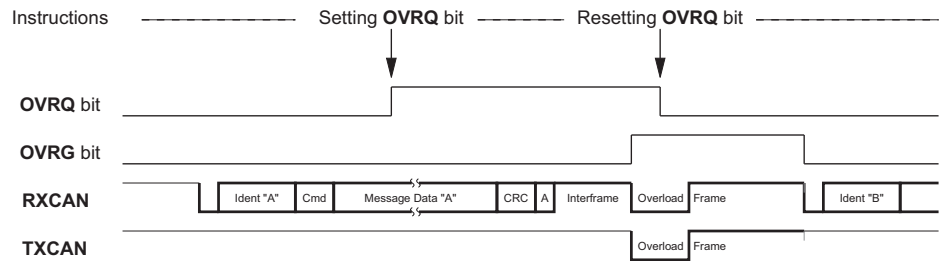 Instructions Setting OVRQ bit Resetting OVRQ bit
OVRQ bit
OVRG bit
RXCAN Ident "A" Cmd Message Data "A" CRC A Interframe Overload Frame Ident "B"
TXCAN Overload Frame